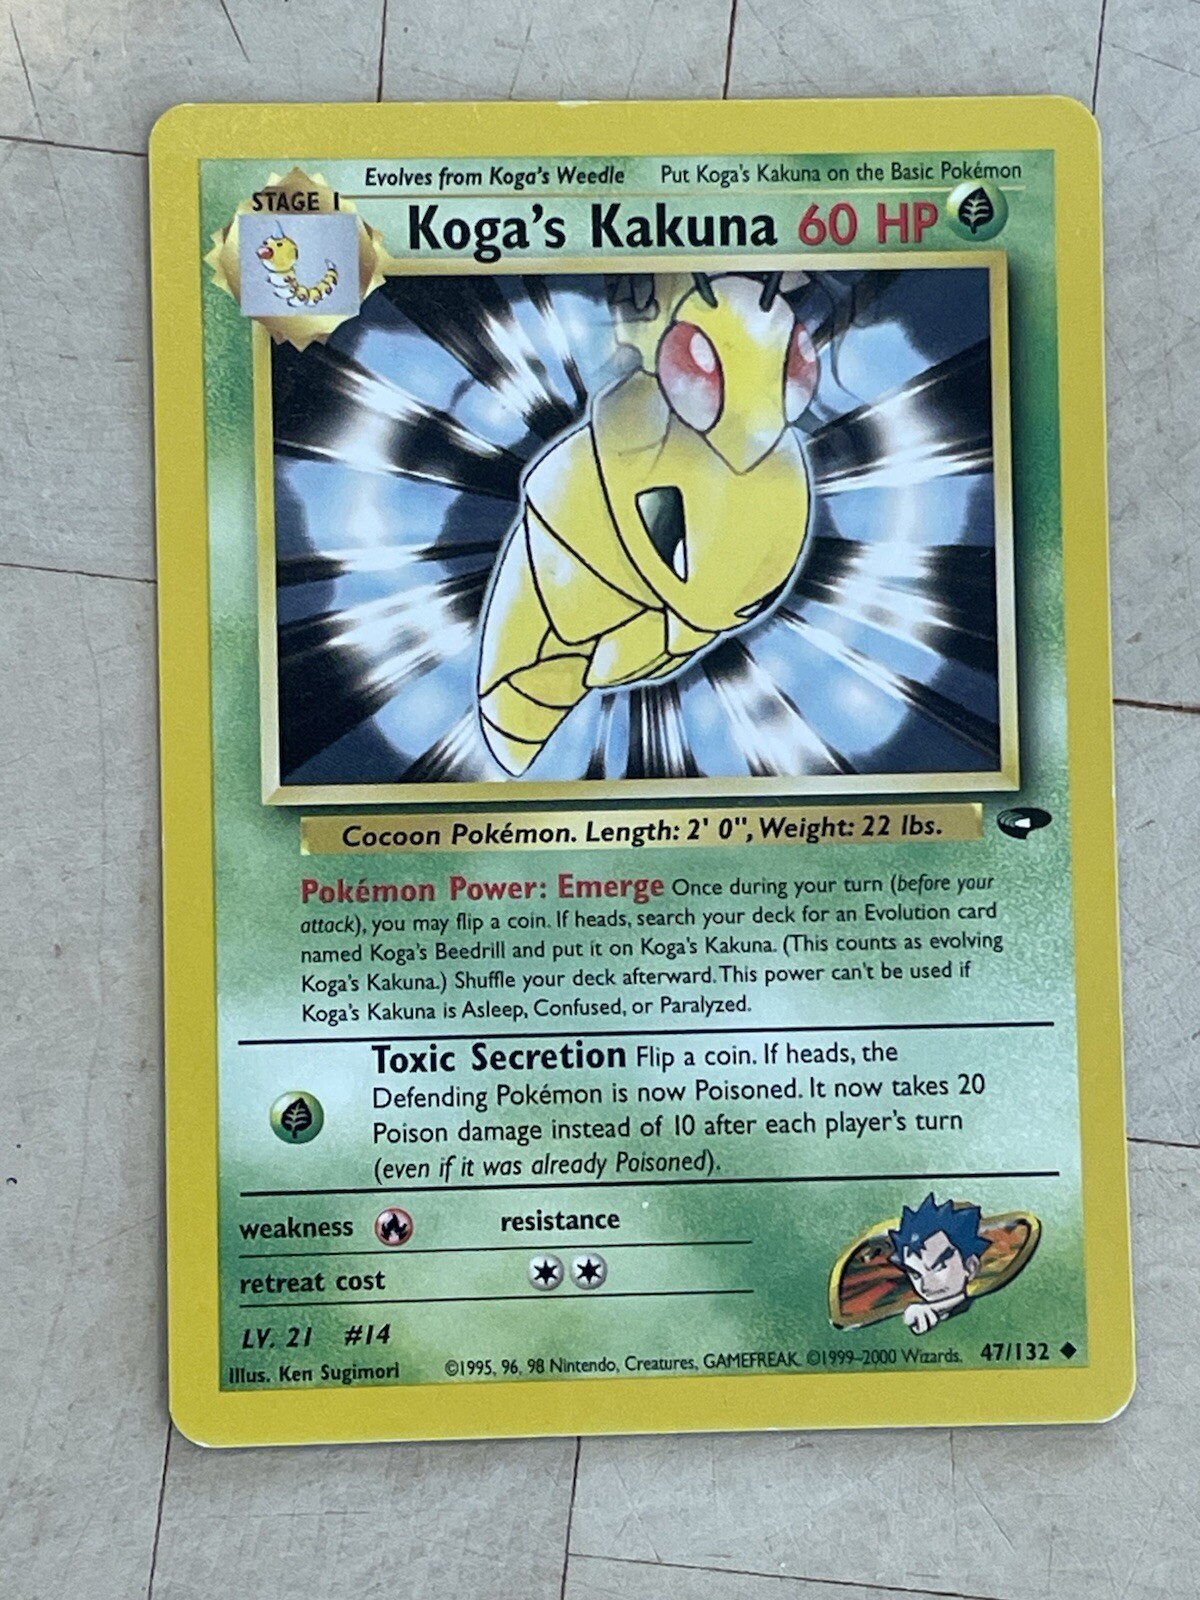 Evolves from Koga's Weedle Put Koga's Kakuna on the Basic Pokémon
STAGE 1
Koga's Kakuna 60 HP
Cocoon Pokémon. Length: 2' 0", Weight: 22 lbs.
Pokémon Power: Emerge Once during your turn (before your
attack), you may flip a coin. If heads, search your deck for an Evolution card
named Koga's Beedrill and put it on Koga's Kakuna. (This counts as evolving
Koga's Kakuna.) Shuffle your deck afterward. This power can't be used if
Koga's Kakuna is Asleep, Confused, or Paralyzed.
Toxic Secretion Flip a coin. If heads, the
Defending Pokémon is now Poisoned. It now takes 20
Poison damage instead of 10 after each player's turn
(even if it was already Poisoned).
weakness resistance
retreat cost
LV. 21 #14
Illus. Ken Sugimori ©1995, 96, 98 Nintendo, Creatures, GAMEFREAK. ©1999–2000 Wizards. 47/132